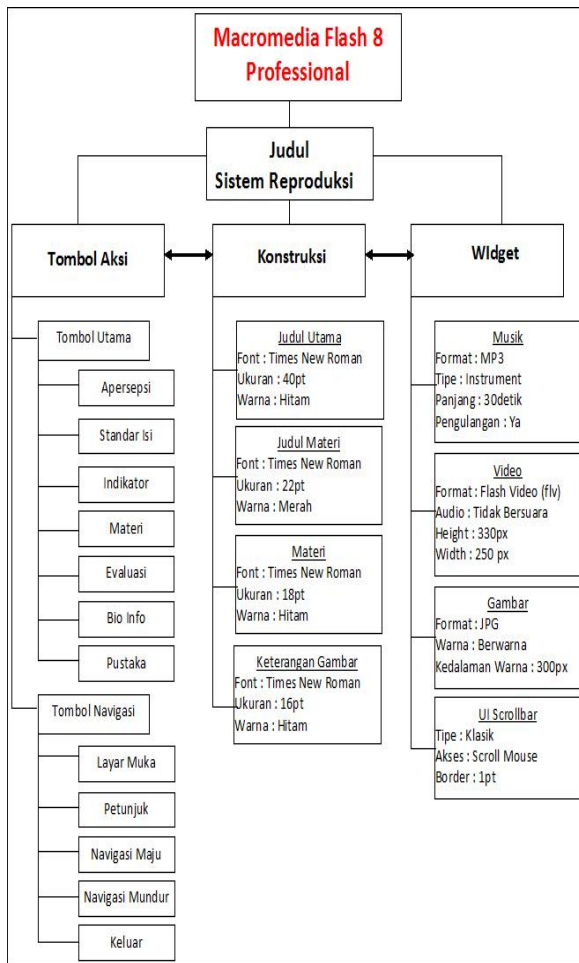 Macromedia Flash 8
Professional
Judul
Sistem Reproduksi
Tombol Aksi
Konstruksi
WIdget
Tombol Utama
Apersepsi
Standar Isi
Indikator
Materi
Evaluasi
Bio Info
Pustaka
Tombol Navigasi
Layar Muka
Petunjuk
Navigasi Maju
Navigasi Mundur
Keluar
Judul Utama
Font : Times New Roman
Ukuran : 40pt
Warna : Hitam
Judul Materi
Font : Times New Roman
Ukuran : 22pt
Warna : Merah
Materi
Font : Times New Roman
Ukuran : 18pt
Warna : Hitam
Keterangan Gambar
Font : Times New Roman
Ukuran : 16pt
Warna : Hitam
Musik
Format : MP3
Tipe : Instrument
Panjang : 30detik
Pengulangan : Ya
Video
Format : Flash Video (flv)
Audio : Tidak Bersuara
Height : 330px
Width : 250 px
Gambar
Format : JPG
Warna : Berwarna
Kedalaman Warna : 300px
UI Scrollbar
Tipe : Klasik
Akses : Scroll Mouse
Border : 1pt